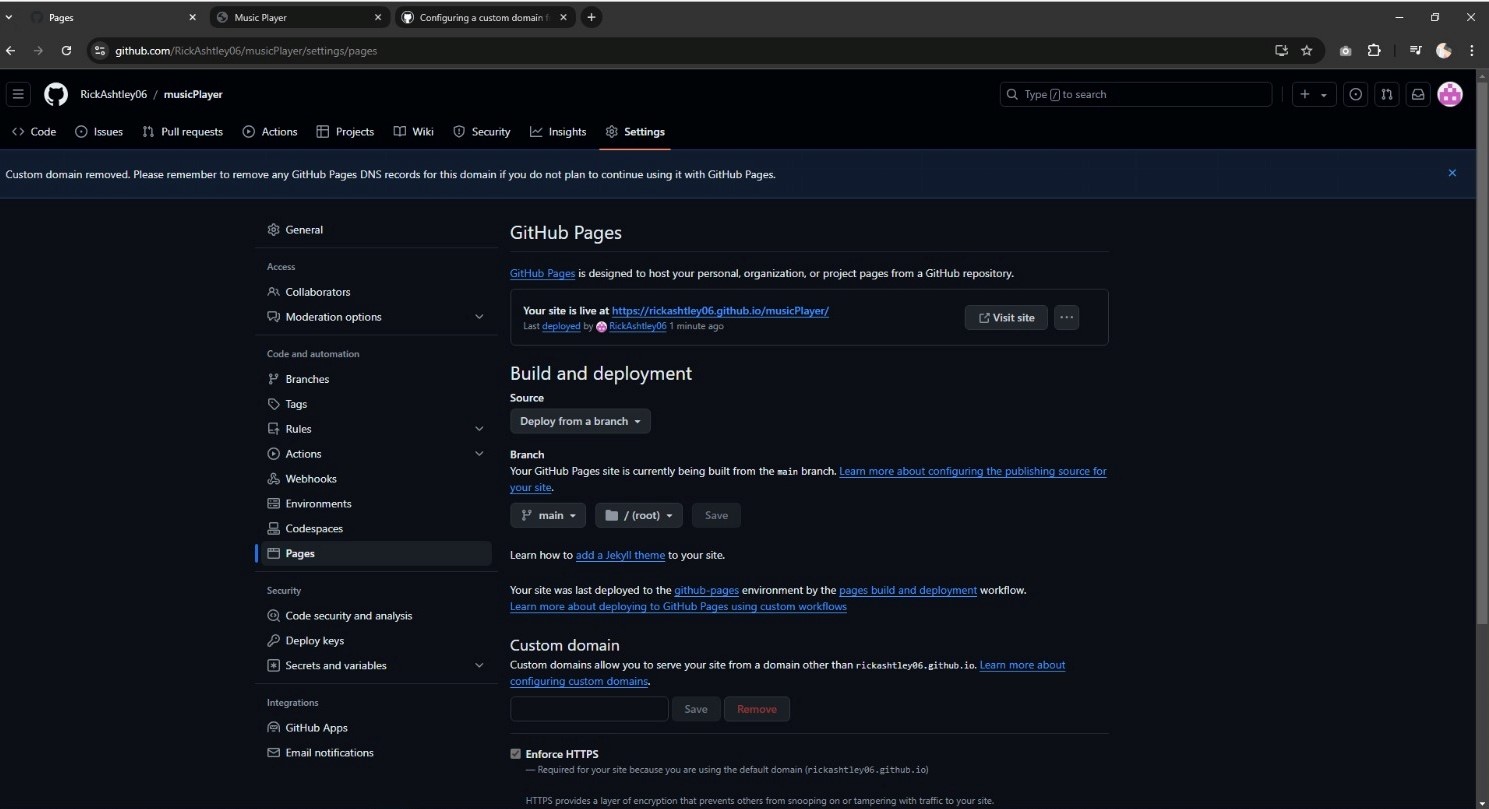 Pages
Music Player
Configuring a custom domain f
github.com/RickAshtley06/musicPlayer/settings/pages
RickAshtley06 / musicPlayer
Type / to search
Code Issues Pull requests Actions Projects Wiki Security Insights Settings
Custom domain removed. Please remember to remove any GitHub Pages DNS records for this domain if you do not plan to continue using it with GitHub Pages.
General
Access
Collaborators
Moderation options
Code and automation
Branches
Tags
Rules
Actions
Webhooks
Environments
Codespaces
Pages
Security
Code security and analysis
Deploy keys
Secrets and variables
Integrations
GitHub Apps
Email notifications
GitHub Pages
GitHub Pages is designed to host your personal, organization, or project pages from a GitHub repository.
Your site is live at https://rickashtley06.github.io/musicPlayer/
Last deployed by RickAshtley06 1 minute ago
Visit site
Build and deployment
Source
Deploy from a branch
Branch
Your GitHub Pages site is currently being built from the main branch. Learn more about configuring the publishing source for
your site.
main / (root) Save
Learn how to add a Jekyll theme to your site.
Your site was last deployed to the github-pages environment by the pages build and deployment workflow.
Learn more about deploying to GitHub Pages using custom workflows
Custom domain
Custom domains allow you to serve your site from a domain other than rickashtley06.github.io. Learn more about
configuring custom domains.
Save Remove
Enforce HTTPS
— Required for your site because you are using the default domain (rickashtley06.github.io)
HTTPS provides a layer of encryption that prevents others from snooping on or tampering with traffic to your site.